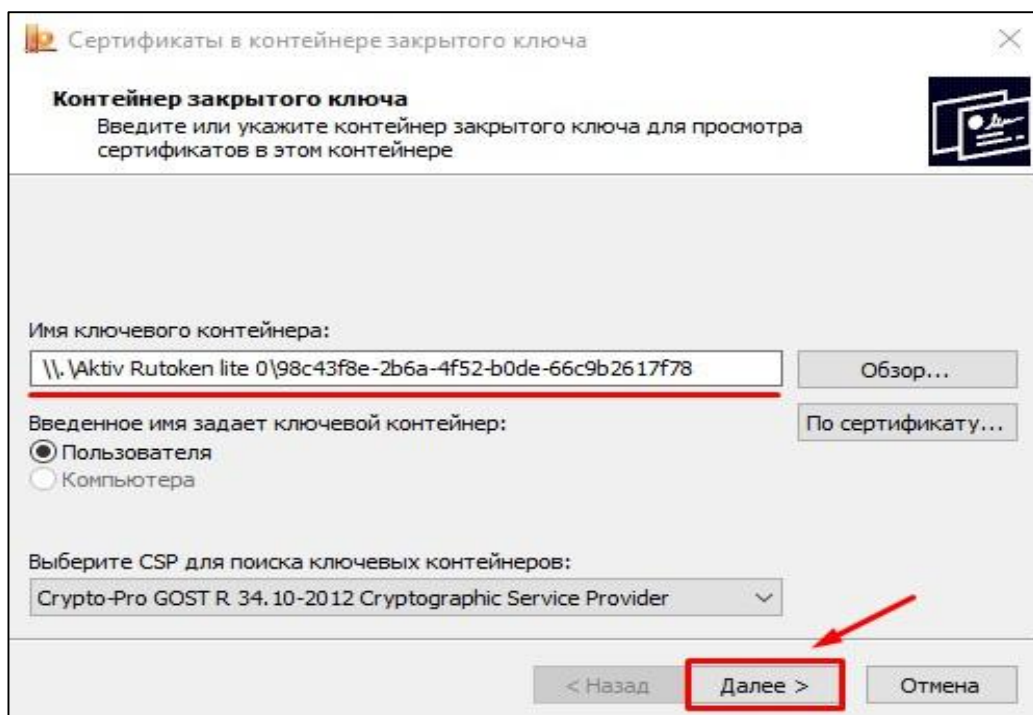 Сертификаты в контейнере закрытого ключа
Контейнер закрытого ключа
Введите или укажите контейнер закрытого ключа для просмотра
сертификатов в этом контейнере
Имя ключевого контейнера:
\\.\Aktiv Rutoken lite 0\98c43f8e-2b6a-4f52-b0de-66c9b2617f78
Обзор...
Введенное имя задает ключевой контейнер:
По сертификату...
Пользователя
Компьютера
Выберите CSP для поиска ключевых контейнеров:
Crypto-Pro GOST R 34.10-2012 Cryptographic Service Provider
< Назад
Далее >
Отмена